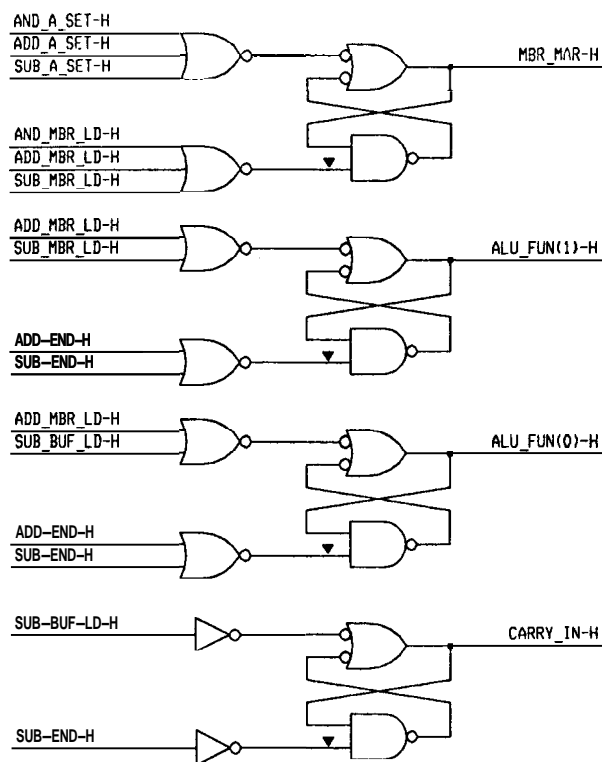 AND_A_SET-H
ADD_A_SET-H
SUB_A_SET-H
MBR_MAR-H
AND_MBR_LD-H
ADD_MBR_LD-H
SUB_MBR_LD-H
ADD_MBR_LD-H
SUB_MBR_LD-H
ALU_FUN(1)-H
ADD-END-H
SUB-END-H
ADD_MBR_LD-H
SUB_BUF_LD-H
ALU_FUN(0)-H
ADD-END-H
SUB-END-H
SUB-BUF-LD-H
CARRY_IN-H
SUB-END-H